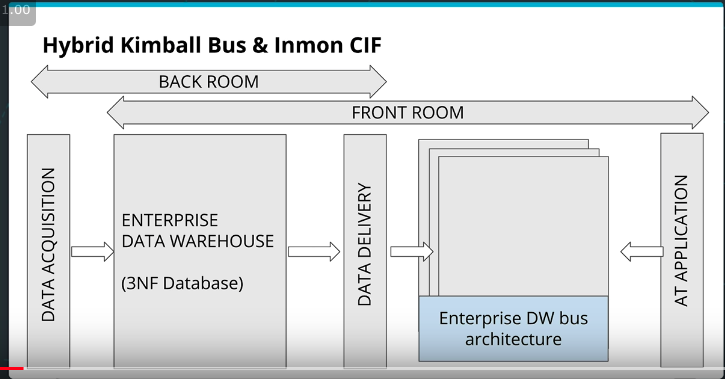 1.00
Hybrid Kimball Bus & Inmon CIF
BACK ROOM
FRONT ROOM
DATA ACQUISITION
ENTERPRISE
DATA WAREHOUSE
(3NF Database)
DATA DELIVERY
Enterprise DW bus
architecture
AT APPLICATION